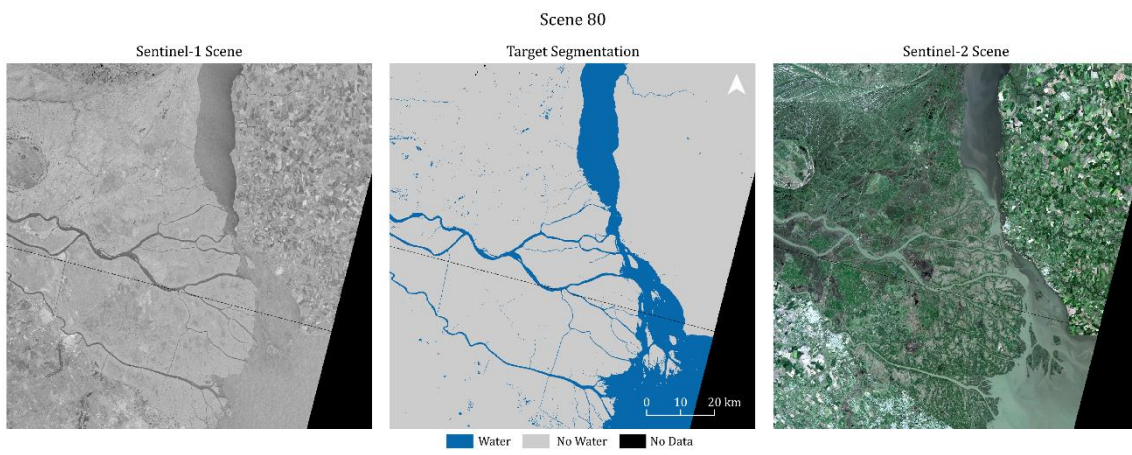 Scene 80
Sentinel-1 Scene
Target Segmentation
Sentinel-2 Scene
0 10 20 km
Water
No Water
No Data